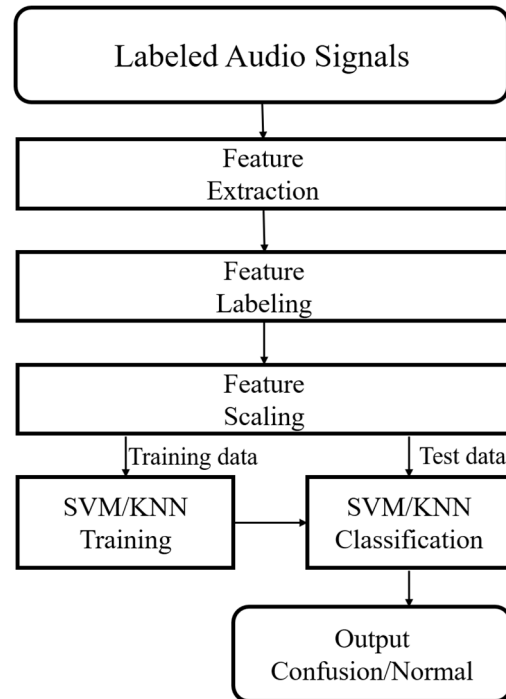 Labeled Audio Signals
Feature
Extraction
Feature
Labeling
Feature
Scaling
Training data
Test data
SVM/KNN
Training
SVM/KNN
Classification
Output
Confusion/Normal